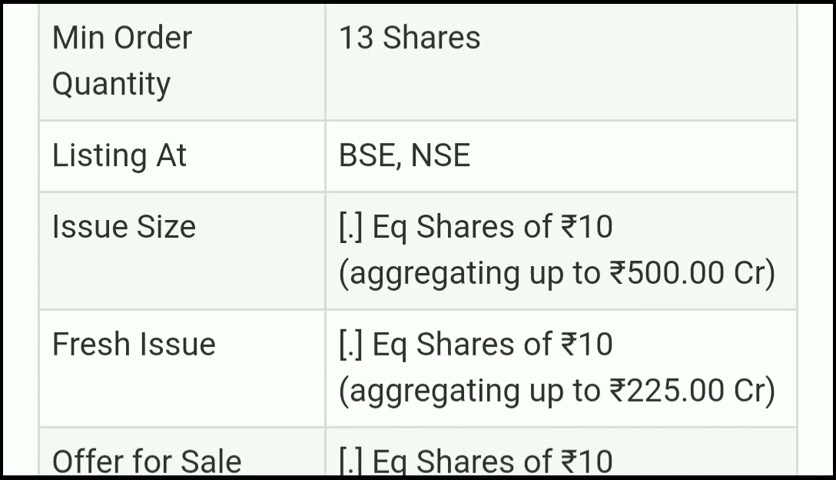 Min Order 13 Shares
Quantity
Listing At BSE, NSE
Issue Size [.] Eq Shares of ₹10
(aggregating up to ₹500.00 Cr)
Fresh Issue [.] Eq Shares of ₹10
(aggregating up to ₹225.00 Cr)
Offer for Sale [.] Eq Shares of ₹10